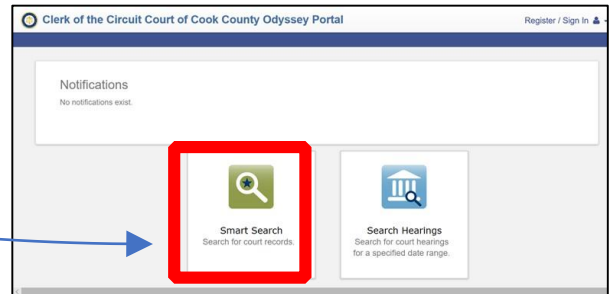 Clerk of the Circuit Court of Cook County Odyssey Portal
Register / Sign In
Notifications
No notifications exist.
Smart Search
Search for court records.
Search Hearings
Search for court hearings
for a specified date range.